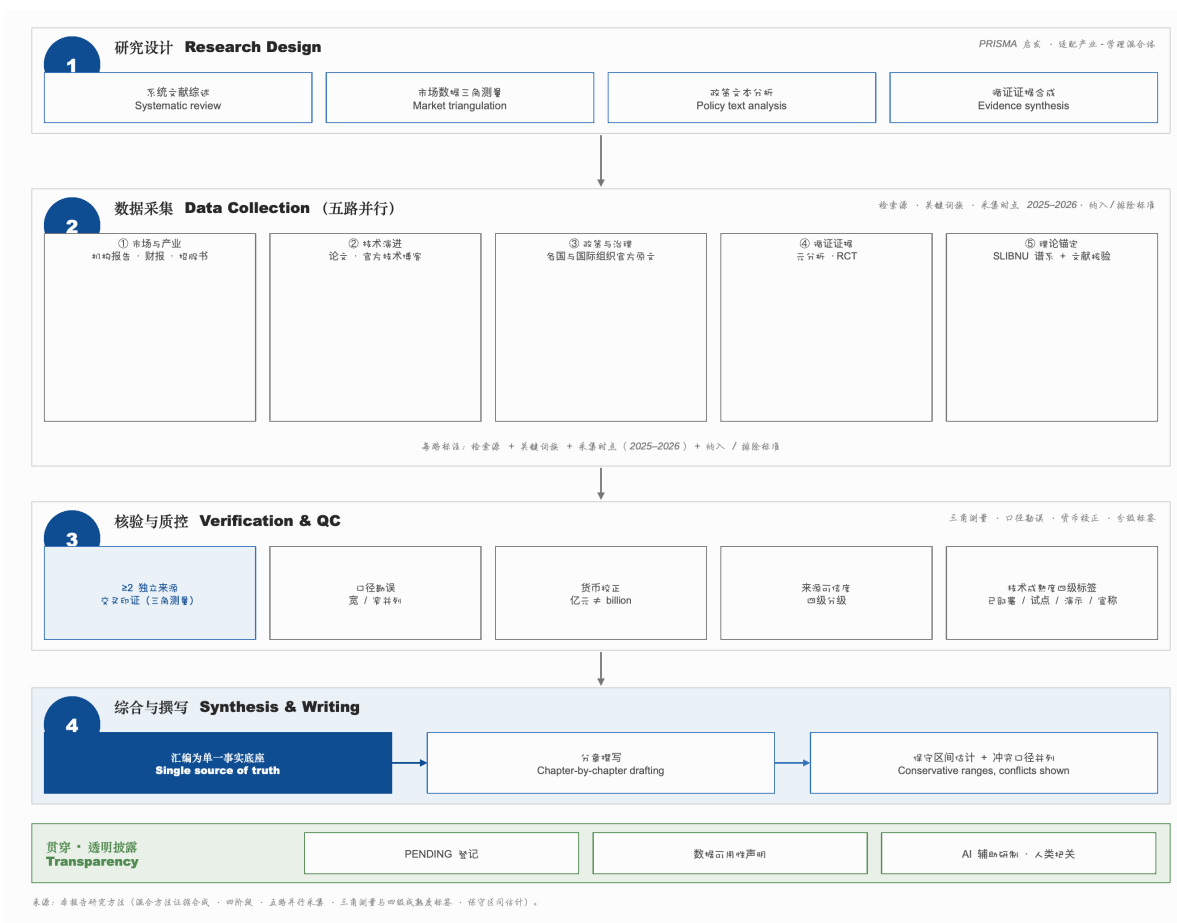 1
研究设计 Research Design
PRISMA 启发 · 适配产业-学理混合体
系统文献综述
Systematic review
市场数据三角测量
Market triangulation
政策文本分析
Policy text analysis
循证证据合成
Evidence synthesis
2
数据采集 Data Collection （五路并行）
检索源 · 关键词族 · 采集时点 2025–2026 · 纳入/排除标准
① 市场与产业
机构报告 · 财报 · 招股书
② 技术演进
论文 · 官方技术博客
③ 政策与治理
各国与国际组织官方原文
④ 循证证据
元分析 · RCT
⑤ 理论锚定
SLIBNU 谱系 + 文献核验
每路标注：检索源 + 关键词族 + 采集时点（2025–2026）+ 纳入 / 排除标准
3
核验与质控 Verification & QC
三角测量 · 口径勘误 · 货币校正 · 分级标签
≥2 独立来源
交叉印证（三角测量）
口径勘误
宽 / 窄并列
货币校正
亿元 ≠ billion
来源可信度
四级分级
技术成熟度四级标签
已部署 / 试点 / 演示 / 宣称
4
综合与撰写 Synthesis & Writing
汇编为单一事实底座
Single source of truth
分章撰写
Chapter-by-chapter drafting
保守区间估计 + 冲突口径并列
Conservative ranges, conflicts shown
贯穿 · 透明披露
Transparency
PENDING 登记
数据可用性声明
AI 辅助研制 · 人类把关
来源：本报告研究方法（混合方法证据合成 · 四阶段 · 五路并行采集 · 三角测量与四级成熟度标签 · 保守区间估计）。